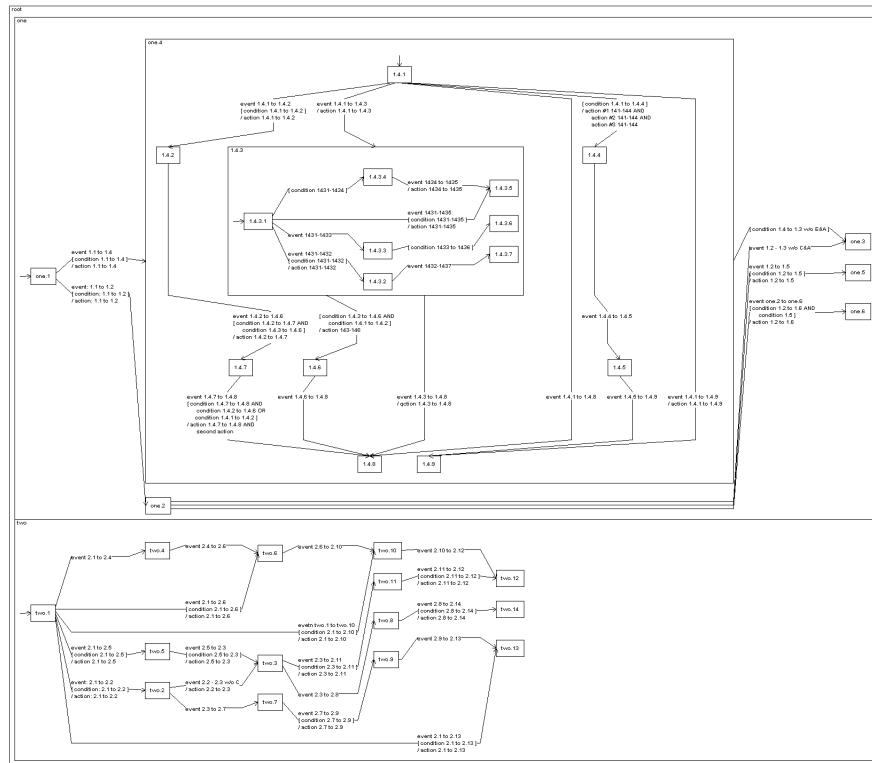 root
one
one.4
1.4.1
event 1.4.1 to 1.4.2
[ condition 1.4.1 to 1.4.2 ]
/ action 1.4.1 to 1.4.2
event 1.4.1 to 1.4.3
/ action 1.4.1 to 1.4.3
[ condition 1.4.1 to 1.4.4 ]
/ action #1 141-144 AND
action #2 141-144 AND
action #3 141-144
1.4.2
1.4.3
1.4.4
1.4.3.4
event 1434 to 1435
/ action 1434 to 1435
1.4.3.5
[ condition 1431-1434 ]
1.4.3.1
event 1431-1435
[ condition 1431-1435 ]
/ action 1431-1435
1.4.3.6
event 1431-1433
1.4.3.3
[ condition 1433 to 1436 ]
event 1431-1432
[ condition 1431-1432 ]
/ action 1431-1432
1.4.3.7
1.4.3.2
event 1432-1437
one.1
event 1.1 to 1.4
[ condition 1.1 to 1.4 ]
/ action 1.1 to 1.4
event: 1.1 to 1.2
[ condition: 1.1 to 1.2 ]
/ action: 1.1 to 1.2
[ condition 1.4 to 1.3 w/o E&A ]
event 1.2 - 1.3 w/o C&A
one.3
event 1.2 to 1.5
[ condition 1.2 to 1.5 ]
/ action 1.2 to 1.5
one.5
event one.2 to one.6
[ condition 1.2 to 1.6 AND
condition 1.5 ]
/ action 1.2 to 1.6
one.6
event 1.4.2 to 1.4.6
[ condition 1.4.2 to 1.4.7 AND
condition 1.4.3 to 1.4.6 ]
/ action 1.4.2 to 1.4.7
[ condition 1.4.3 to 1.4.6 AND
condition 1.4.1 to 1.4.2 ]
/ action 143-146
event 1.4.4 to 1.4.5
1.4.7
1.4.6
1.4.5
event 1.4.7 to 1.4.8
[ condition 1.4.7 to 1.4.8 AND
condition 1.4.2 to 1.4.6 OR
condition 1.4.1 to 1.4.2 ]
/ action 1.4.7 to 1.4.8 AND
second action
event 1.4.6 to 1.4.8
event 1.4.3 to 1.4.8
/ action 1.4.3 to 1.4.8
event 1.4.1 to 1.4.8
event 1.4.5 to 1.4.9
event 1.4.1 to 1.4.9
/ action 1.4.1 to 1.4.9
1.4.8
1.4.9
one.2
two
two.1
event 2.1 to 2.4
two.4
event 2.4 to 2.6
two.6
event 2.6 to 2.10
two.10
event 2.10 to 2.12
two.12
event 2.1 to 2.6
[ condition 2.1 to 2.6 ]
/ action 2.1 to 2.6
two.11
event 2.11 to 2.12
[ condition 2.11 to 2.12 ]
/ action 2.11 to 2.12
evetn two.1 to two.10
[ condition 2.1 to 2.10 ]
/ action 2.1 to 2.10
two.8
event 2.8 to 2.14
[ condition 2.8 to 2.14 ]
/ action 2.8 to 2.14
two.14
event 2.1 to 2.5
[ condition 2.1 to 2.5 ]
/ action 2.1 to 2.5
two.5
event 2.5 to 2.3
[ condition 2.5 to 2.3 ]
/ action 2.5 to 2.3
two.3
event 2.3 to 2.11
[ condition 2.3 to 2.11 ]
/ action 2.3 to 2.11
two.9
event 2.9 to 2.13
two.13
event: 2.1 to 2.2
[ condition: 2.1 to 2.2 ]
/ action: 2.1 to 2.2
two.2
event 2.2 - 2.3 w/o C
/ action 2.2 to 2.3
event 2.3 to 2.8
event 2.3 to 2.7
two.7
event 2.7 to 2.9
[ condition 2.7 to 2.9 ]
/ action 2.7 to 2.9
event 2.1 to 2.13
[ condition 2.1 to 2.13 ]
/ action 2.1 to 2.13